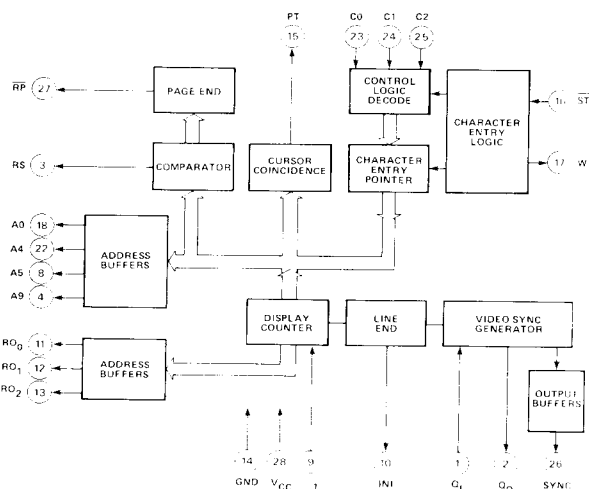 PT C0 C1 C2
15 23 24 25
RP 27 PAGE END CONTROL LOGIC DECODE CHARACTER ENTRY LOGIC 16 ST
RS 3 COMPARATOR CURSOR COINCIDENCE CHARACTER ENTRY POINTER 17 W
A0 18
A4 22 ADDRESS BUFFERS
A5 8
A9 4
DISPLAY COUNTER LINE END VIDEO SYNC GENERATOR
RO0 11
RO1 12 ADDRESS BUFFERS
RO2 13
OUTPUT BUFFERS
14 28 9 10 1 2 26
GND VCC INI QI QO SYNC